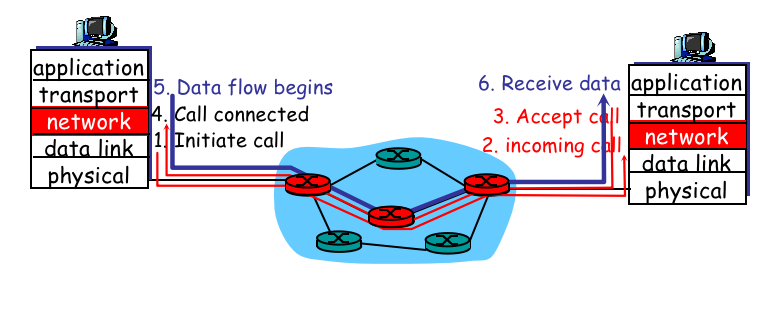 application
transport
network
data link
physical
5. Data flow begins
4. Call connected
1. Initiate call
6. Receive data
3. Accept call
2. incoming call
application
transport
network
data link
physical